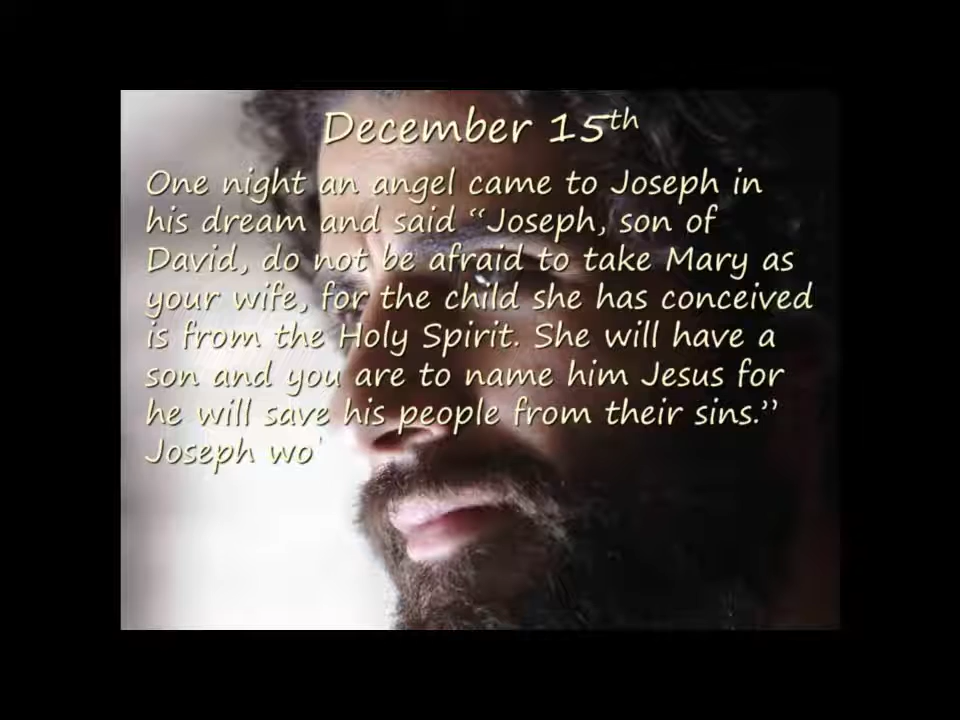 December 15th
One night an angel came to Joseph in
his dream and said “Joseph, son of
David, do not be afraid to take Mary as
your wife, for the child she has conceived
is from the Holy Spirit. She will have a
son and you are to name him Jesus for
he will save his people from their sins.”
Joseph wo